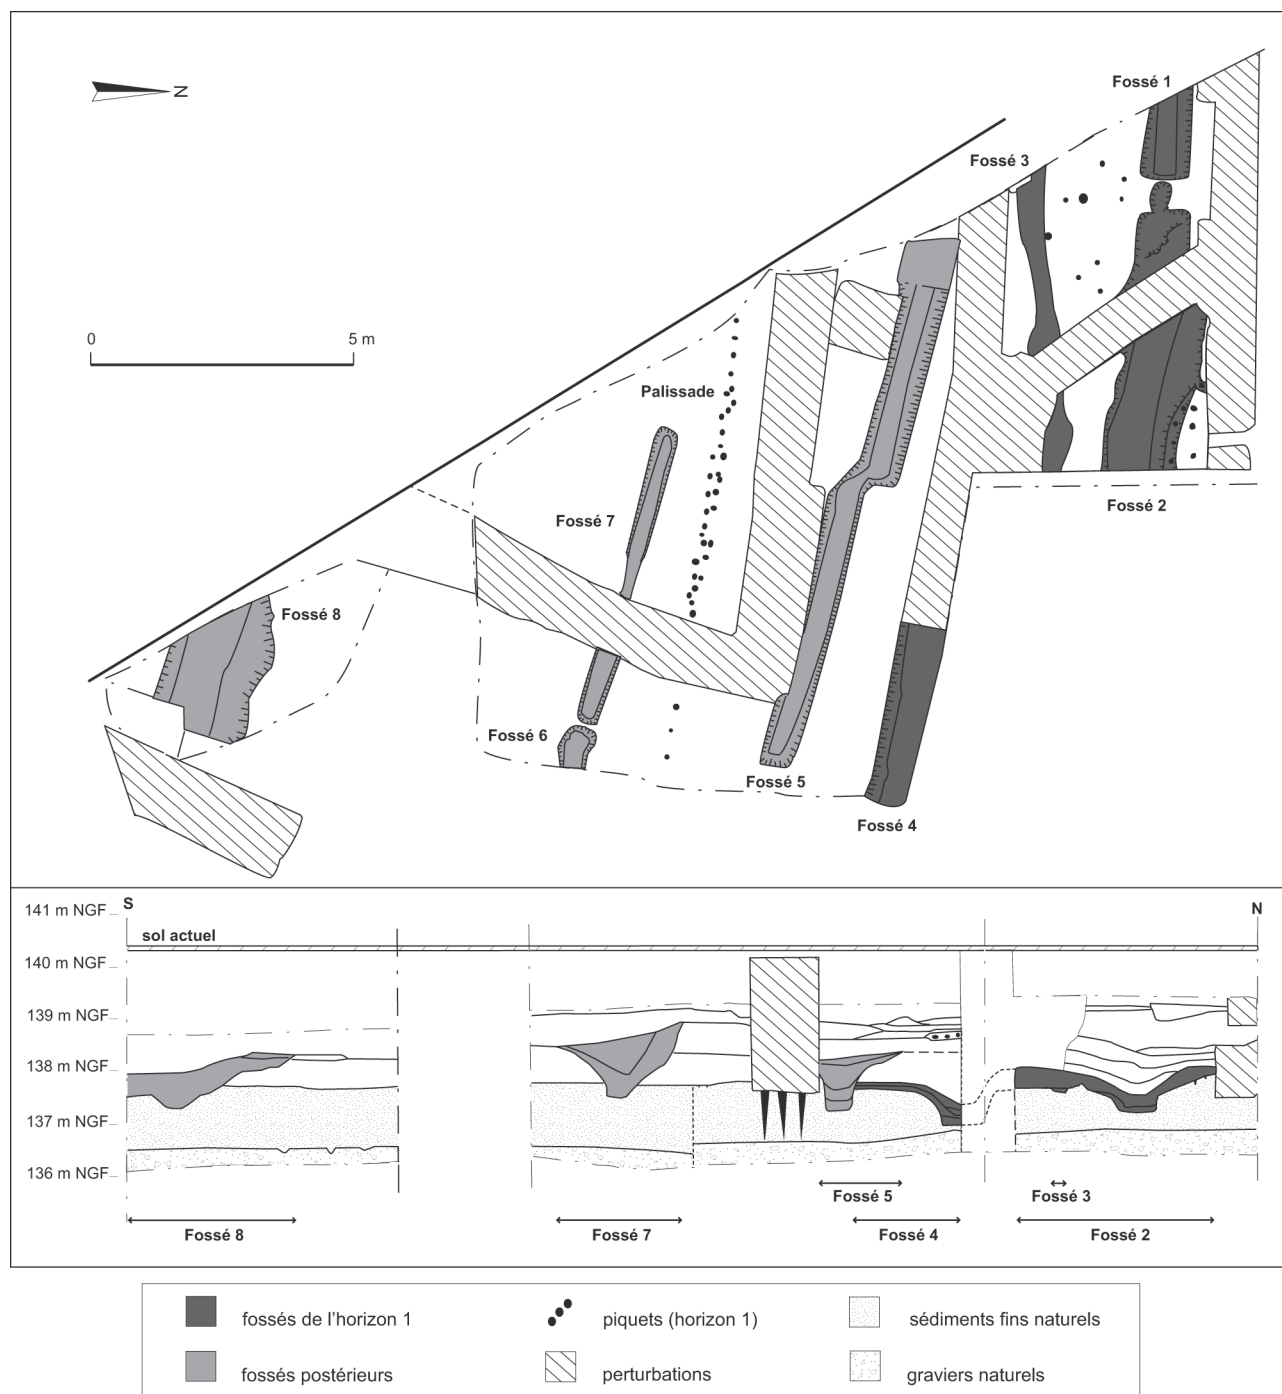 Fossé 1
N
Fossé 3
0
5 m
Palissade
Fossé 7
Fossé 2
Fossé 8
Fossé 6
Fossé 5
Fossé 4
S
N
141 m NGF
sol actuel
140 m NGF
139 m NGF
138 m NGF
137 m NGF
136 m NGF
Fossé 5
Fossé 3
Fossé 8
Fossé 7
Fossé 4
Fossé 2
fossés de l'horizon 1
piquets (horizon 1)
sédiments fins naturels
fossés postérieurs
perturbations
graviers naturels